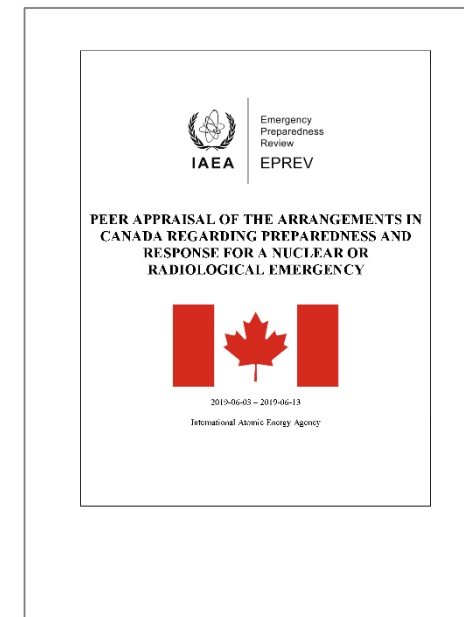 IAEA
Emergency
Preparedness
Review
EPREV
PEER APPRAISAL OF THE ARRANGEMENTS IN
CANADA REGARDING PREPAREDNESS AND
RESPONSE FOR A NUCLEAR OR
RADIOLOGICAL EMERGENCY
2019-06-03 – 2019-06-13
International Atomic Energy Agency